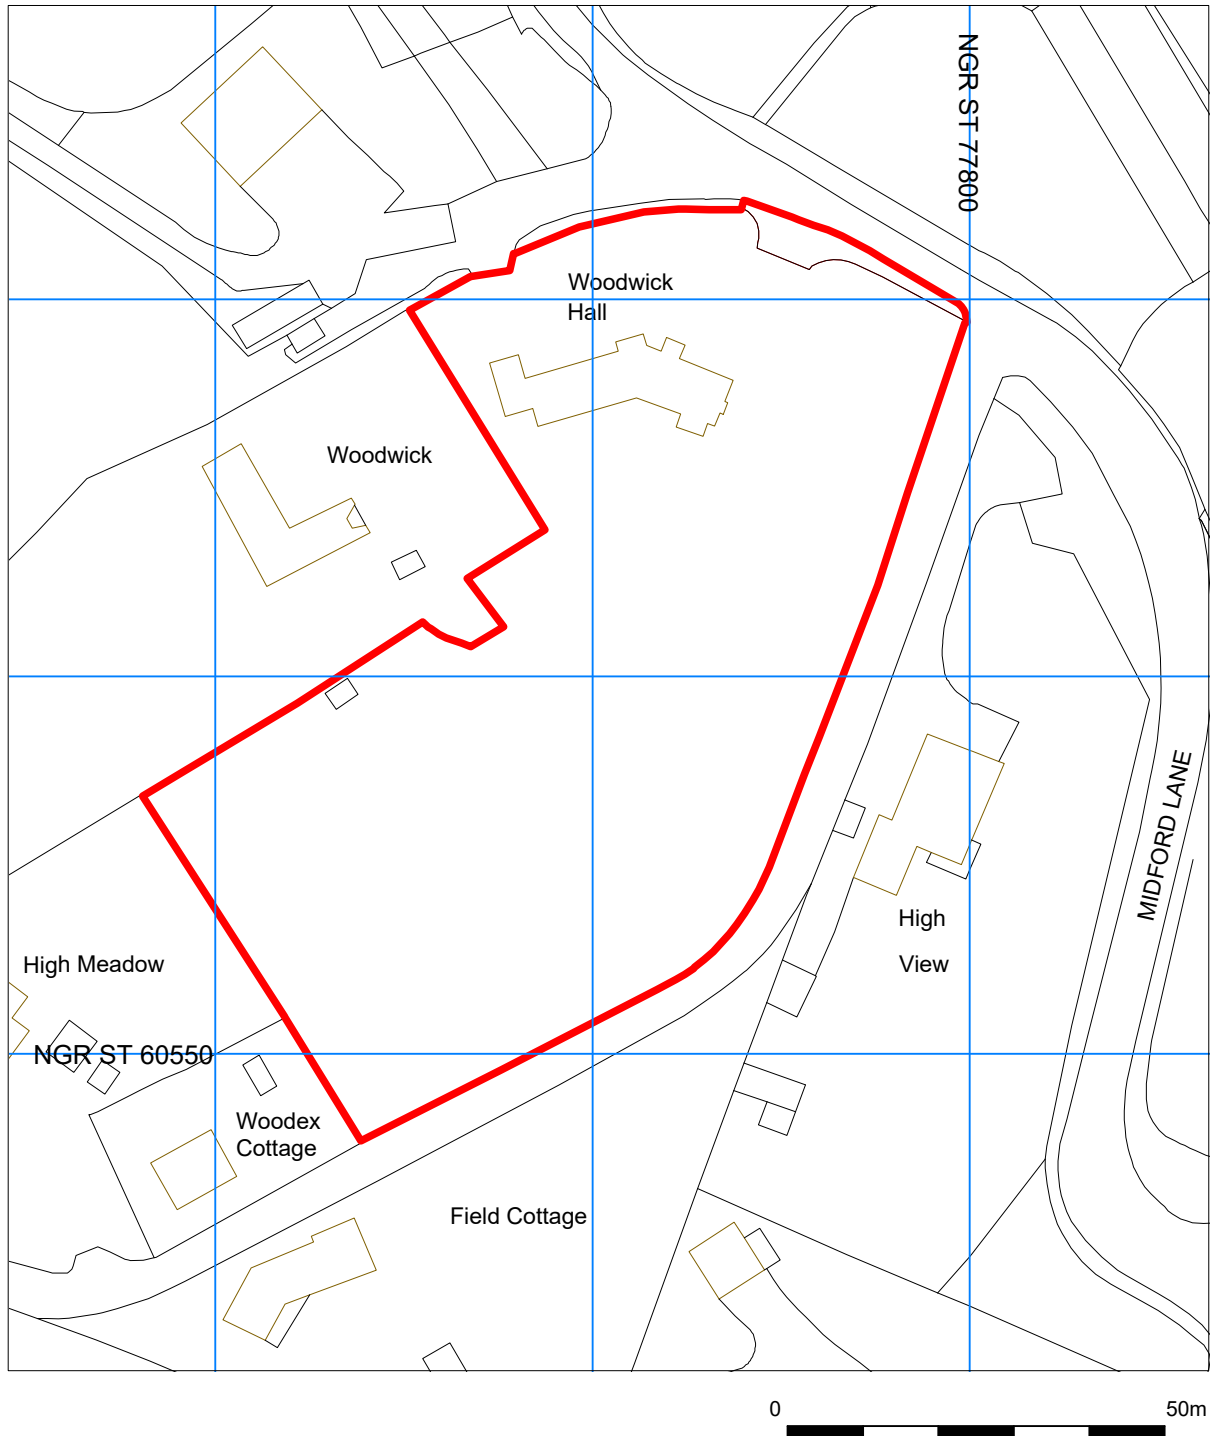 NGR ST 77800
Woodwick
Hall
Woodwick
MIDFORD LANE
High
View
High Meadow
NGR ST 60550
Woodex
Cottage
Field Cottage
0
50m